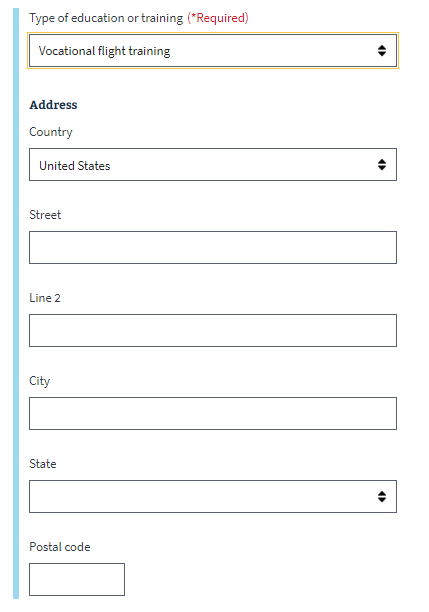 Type of education or training (*Required)
Vocational flight training
Address
Country
United States
Street
Line 2
City
State
Postal code